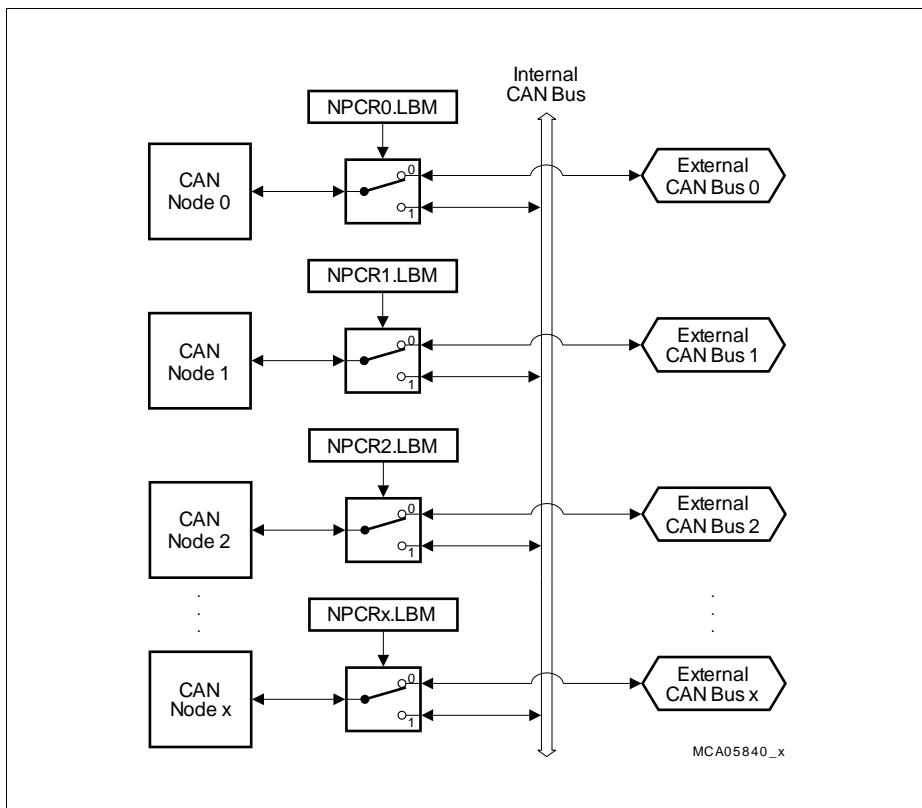 Internal
CAN Bus
NPCR0.LBM
CAN
Node 0
0
1
External
CAN Bus 0
NPCR1.LBM
CAN
Node 1
0
1
External
CAN Bus 1
NPCR2.LBM
CAN
Node 2
0
1
External
CAN Bus 2
NPCRx.LBM
CAN
Node x
0
1
External
CAN Bus x
MCA05840_x